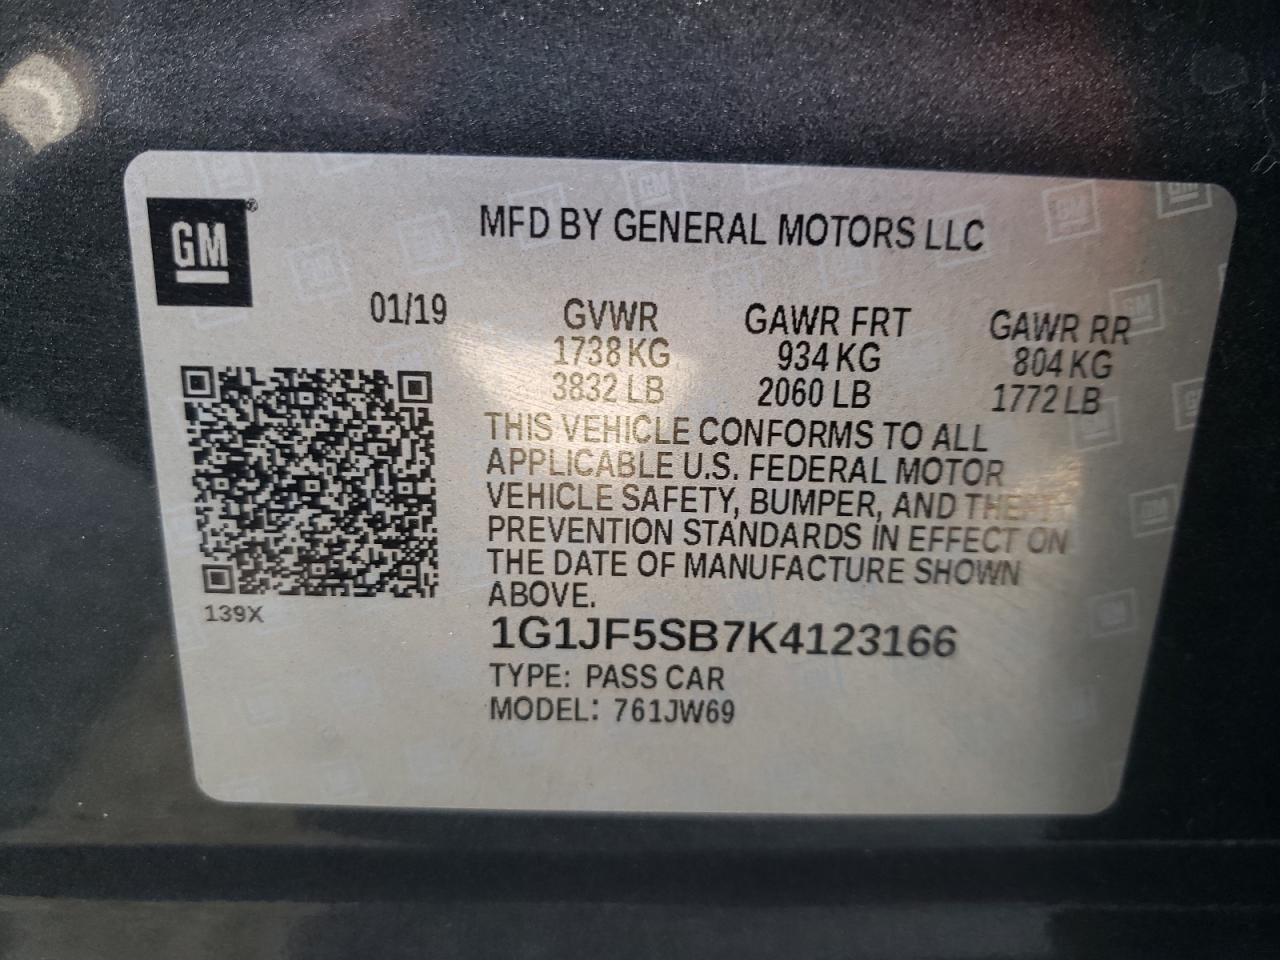 GM
MFD BY GENERAL MOTORS LLC
01/19 GVWR GAWR FRT GAWR RR
1738 KG 934 KG 804 KG
3832 LB 2060 LB 1772 LB
THIS VEHICLE CONFORMS TO ALL
APPLICABLE U.S. FEDERAL MOTOR
VEHICLE SAFETY, BUMPER, AND THEFT
PREVENTION STANDARDS IN EFFECT ON
THE DATE OF MANUFACTURE SHOWN
ABOVE.
139X
1G1JF5SB7K4123166
TYPE: PASS CAR
MODEL: 761JW69